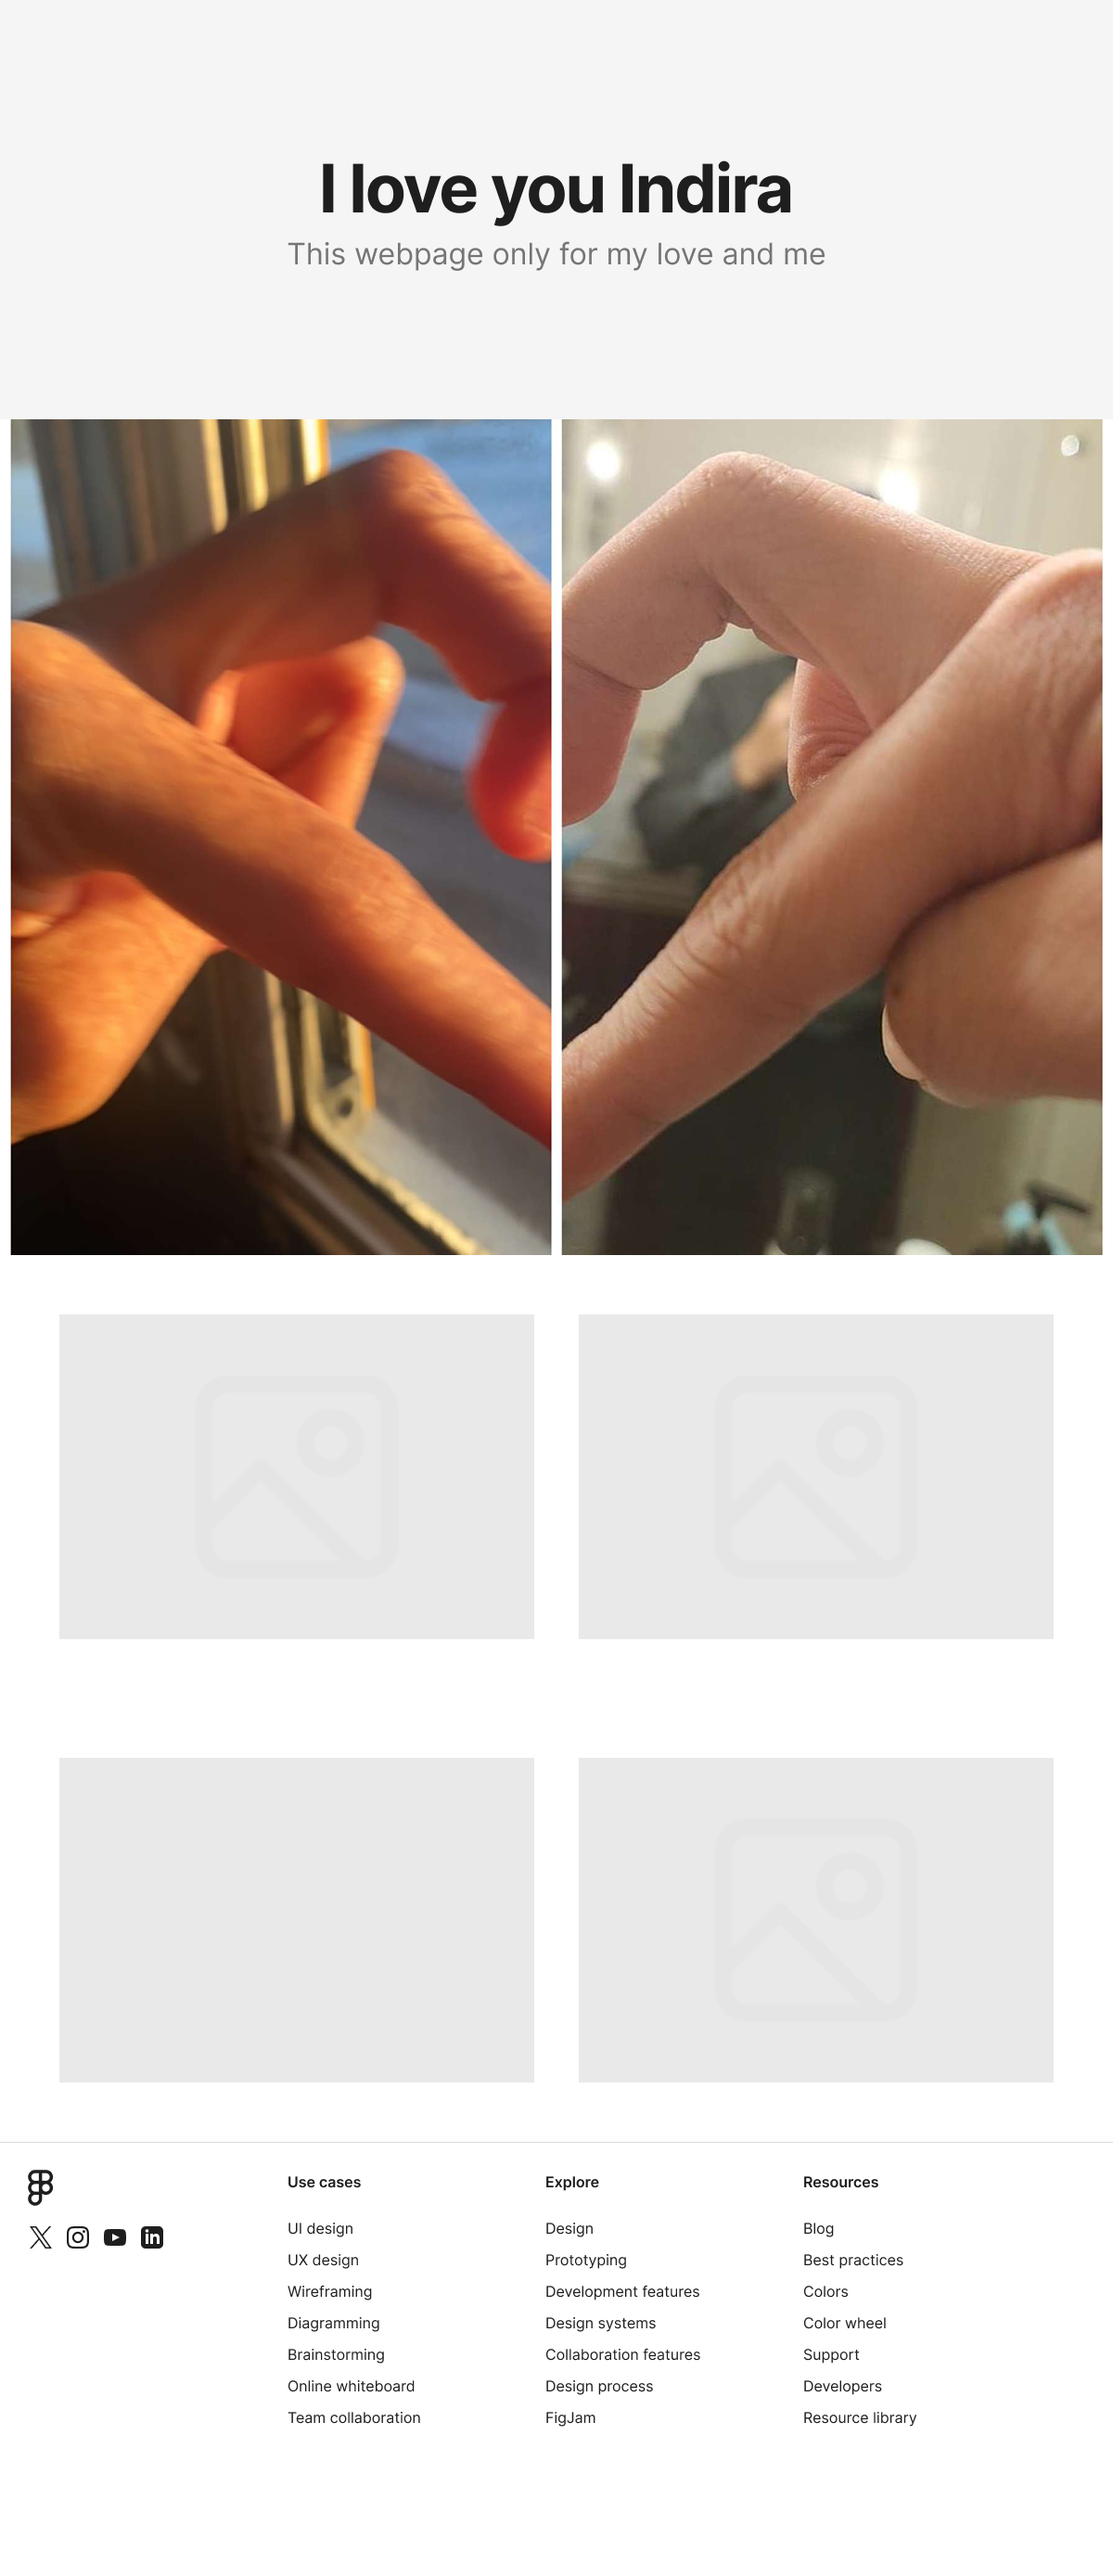 I love you Indira
This webpage only for my love and me
Use cases
UI design
UX design
Wireframing
Diagramming
Brainstorming
Online whiteboard
Team collaboration
Explore
Design
Prototyping
Development features
Design systems
Collaboration features
Design process
FigJam
Resources
Blog
Best practices
Colors
Color wheel
Support
Developers
Resource library